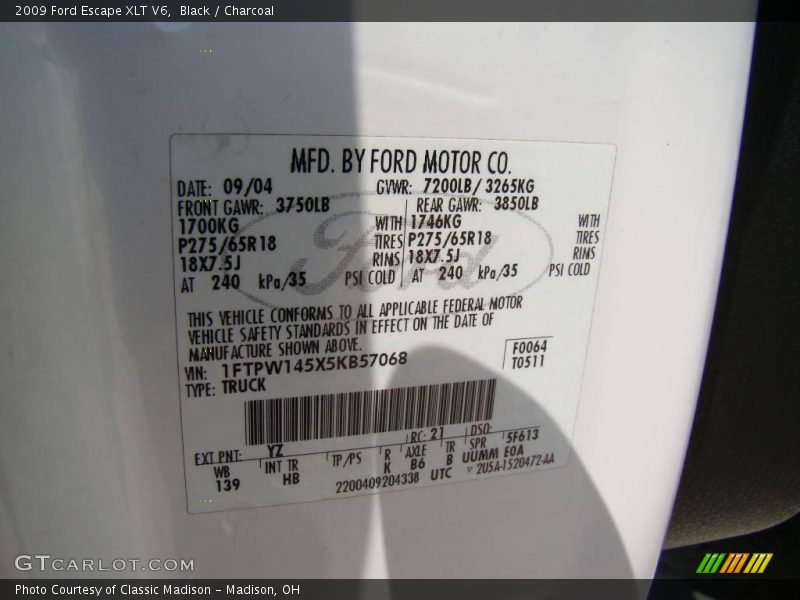 2009 Ford Escape XLT V6,  Black / Charcoal
MFD. BY FORD MOTOR CO.
DATE: 09/04 GVWR: 7200LB/ 3265KG
FRONT GAWR: 3750LB REAR GAWR: 3850LB
1700KG WITH 1746KG WITH
P275/65R18 TIRES P275/65R18 TIRES
18X7.5J RIMS 18X7.5J RIMS
AT 240 kPa/35 PSI COLD AT 240 kPa/35 PSI COLD
Ford
THIS VEHICLE CONFORMS TO ALL APPLICABLE FEDERAL MOTOR
VEHICLE SAFETY STANDARDS IN EFFECT ON THE DATE OF
MANUFACTURE SHOWN ABOVE.
F0064
VIN: 1FTPW145X5KB57068
T0511
TYPE: TRUCK
EXT PNT: YZ RC: 21 DSO:
WB INT TR TP/PS R AXLE TR SPR 5F613
139 HB K B6 B UUMM E0A
2200409204338 UTC ▽ 2U5A-1520472-AA
GTCARLOT.COM
Photo Courtesy of Classic Madison - Madison, OH